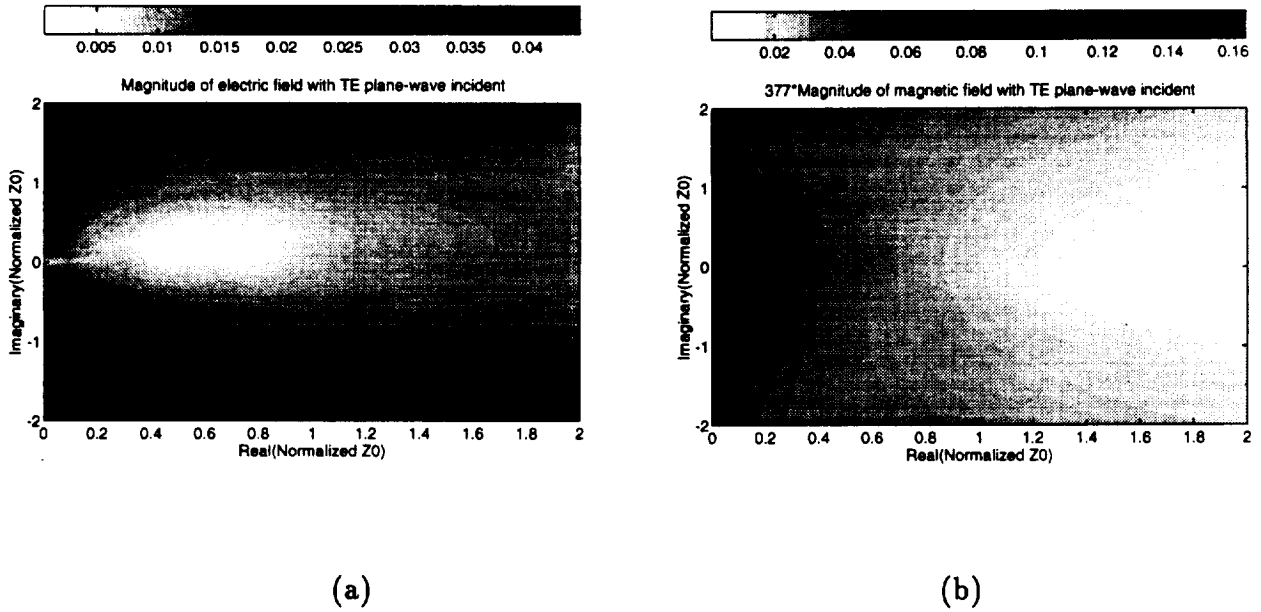 0.005 0.01 0.015 0.02 0.025 0.03 0.035 0.04
Magnitude of electric field with TE plane-wave incident
2
1
0
-1
-2
Imaginary(Normalized Z0)
0 0.2 0.4 0.6 0.8 1 1.2 1.4 1.6 1.8 2
Real(Normalized Z0)
(a)
0.02 0.04 0.06 0.08 0.1 0.12 0.14 0.16
377*Magnitude of magnetic field with TE plane-wave incident
2
1
0
-1
-2
Imaginary(Normalized Z0)
0 0.2 0.4 0.6 0.8 1 1.2 1.4 1.6 1.8 2
Real(Normalized Z0)
(b)